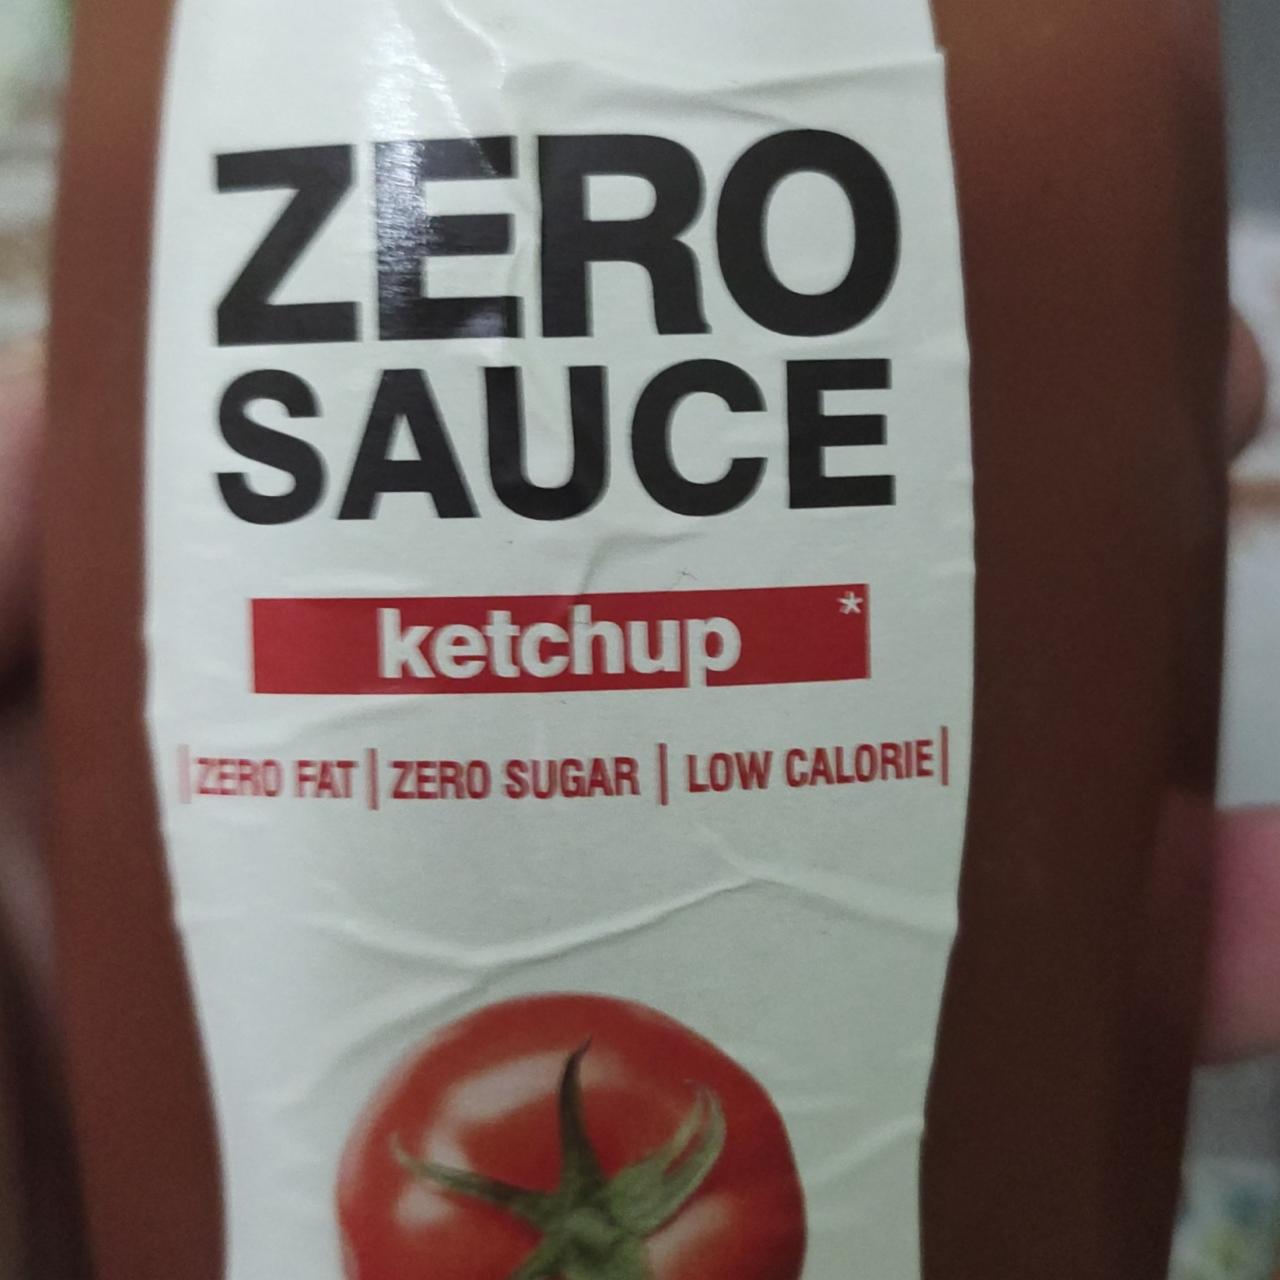 ZERO
SAUCE
ketchup*
|ZERO FAT|ZERO SUGAR | LOW CALORIE|